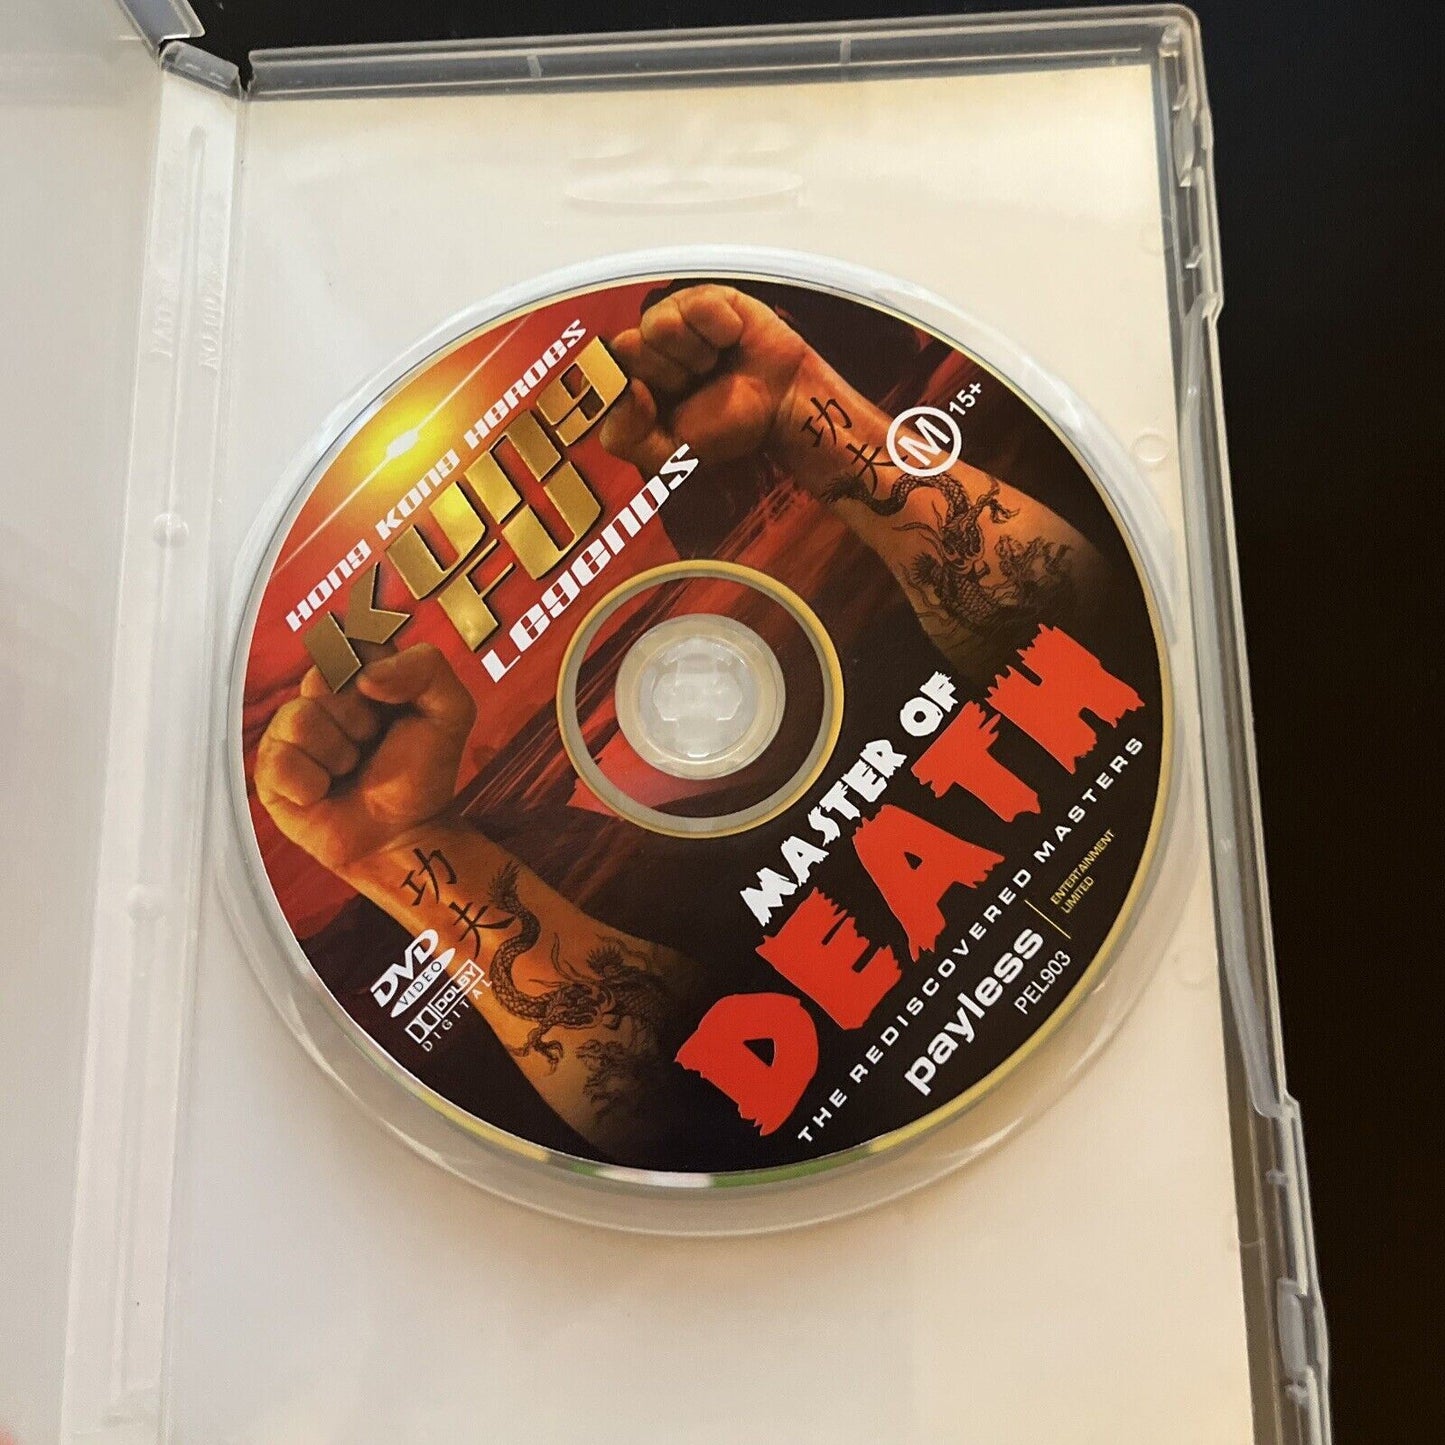 Hong Kong Heroes
KUNG
FU
Legends
功夫
M 15+
MASTER OF
DEATH
THE REDISCOVERED MASTERS
payless
ENTERTAINMENT
LIMITED
PEL903
功夫
DVD
VIDEO
DOLBY
DIGITAL